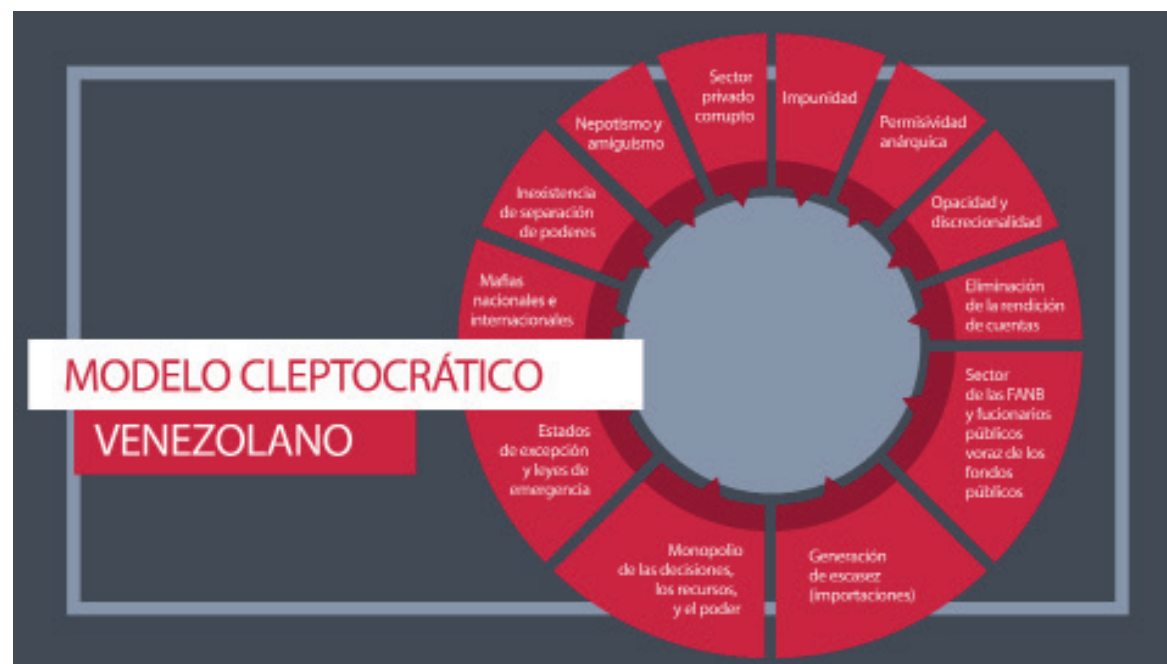 MODELO CLEPTOCRÁTICO
VENEZOLANO
Sector
privado
corrupto
Impunidad
Permisividad
anárquica
Opacidad y
discrecionalidad
Eliminación
de la rendición
de cuentas
Sector
de las FANB
y fucionarios
públicos
voraz de los
fondos
públicos
Generación
de escasez
(importaciones)
Monopolio
de las decisiones,
los recursos,
y el poder
Estados
de excepción
y leyes de
emergencia
Mafias
nacionales e
internacionales
Inexistencia
de separación
de poderes
Nepotismo y
amiguismo